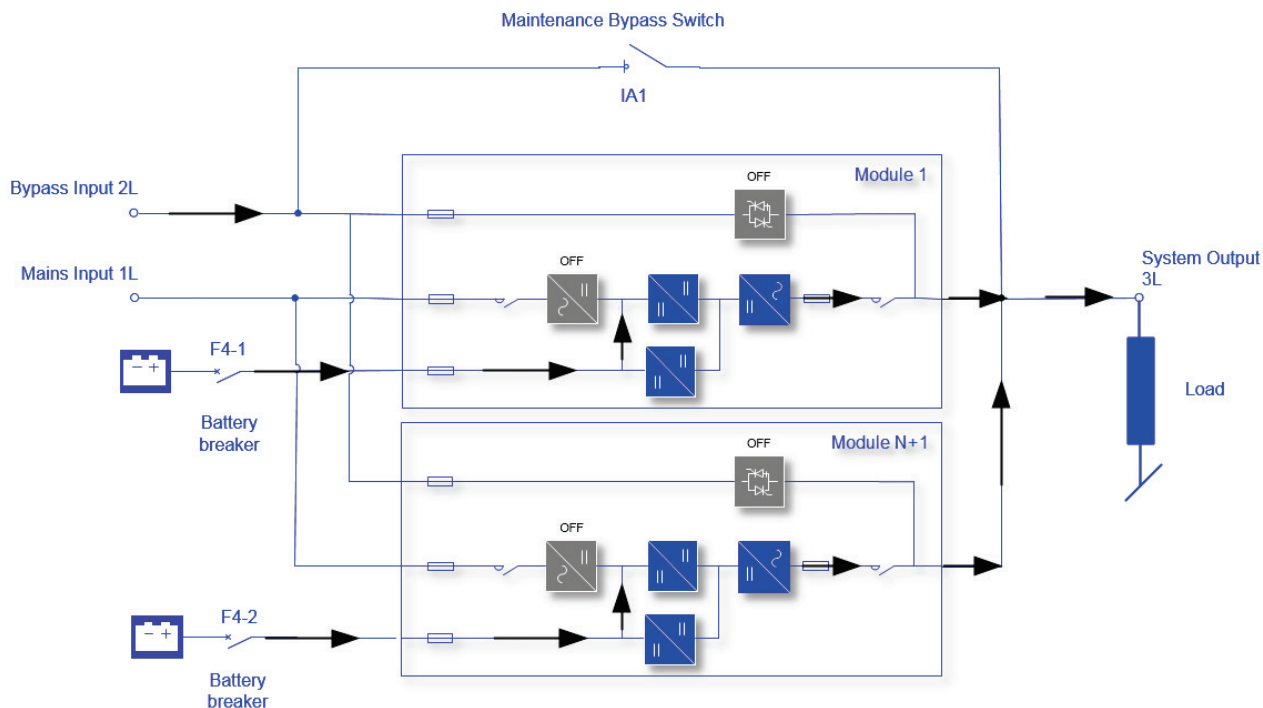 Maintenance Bypass Switch
IA1
Bypass Input 2L
OFF
Module 1
Mains Input 1L
OFF
System Output
3L
F4-1
Battery
breaker
Load
OFF
Module N+1
OFF
F4-2
Battery
breaker